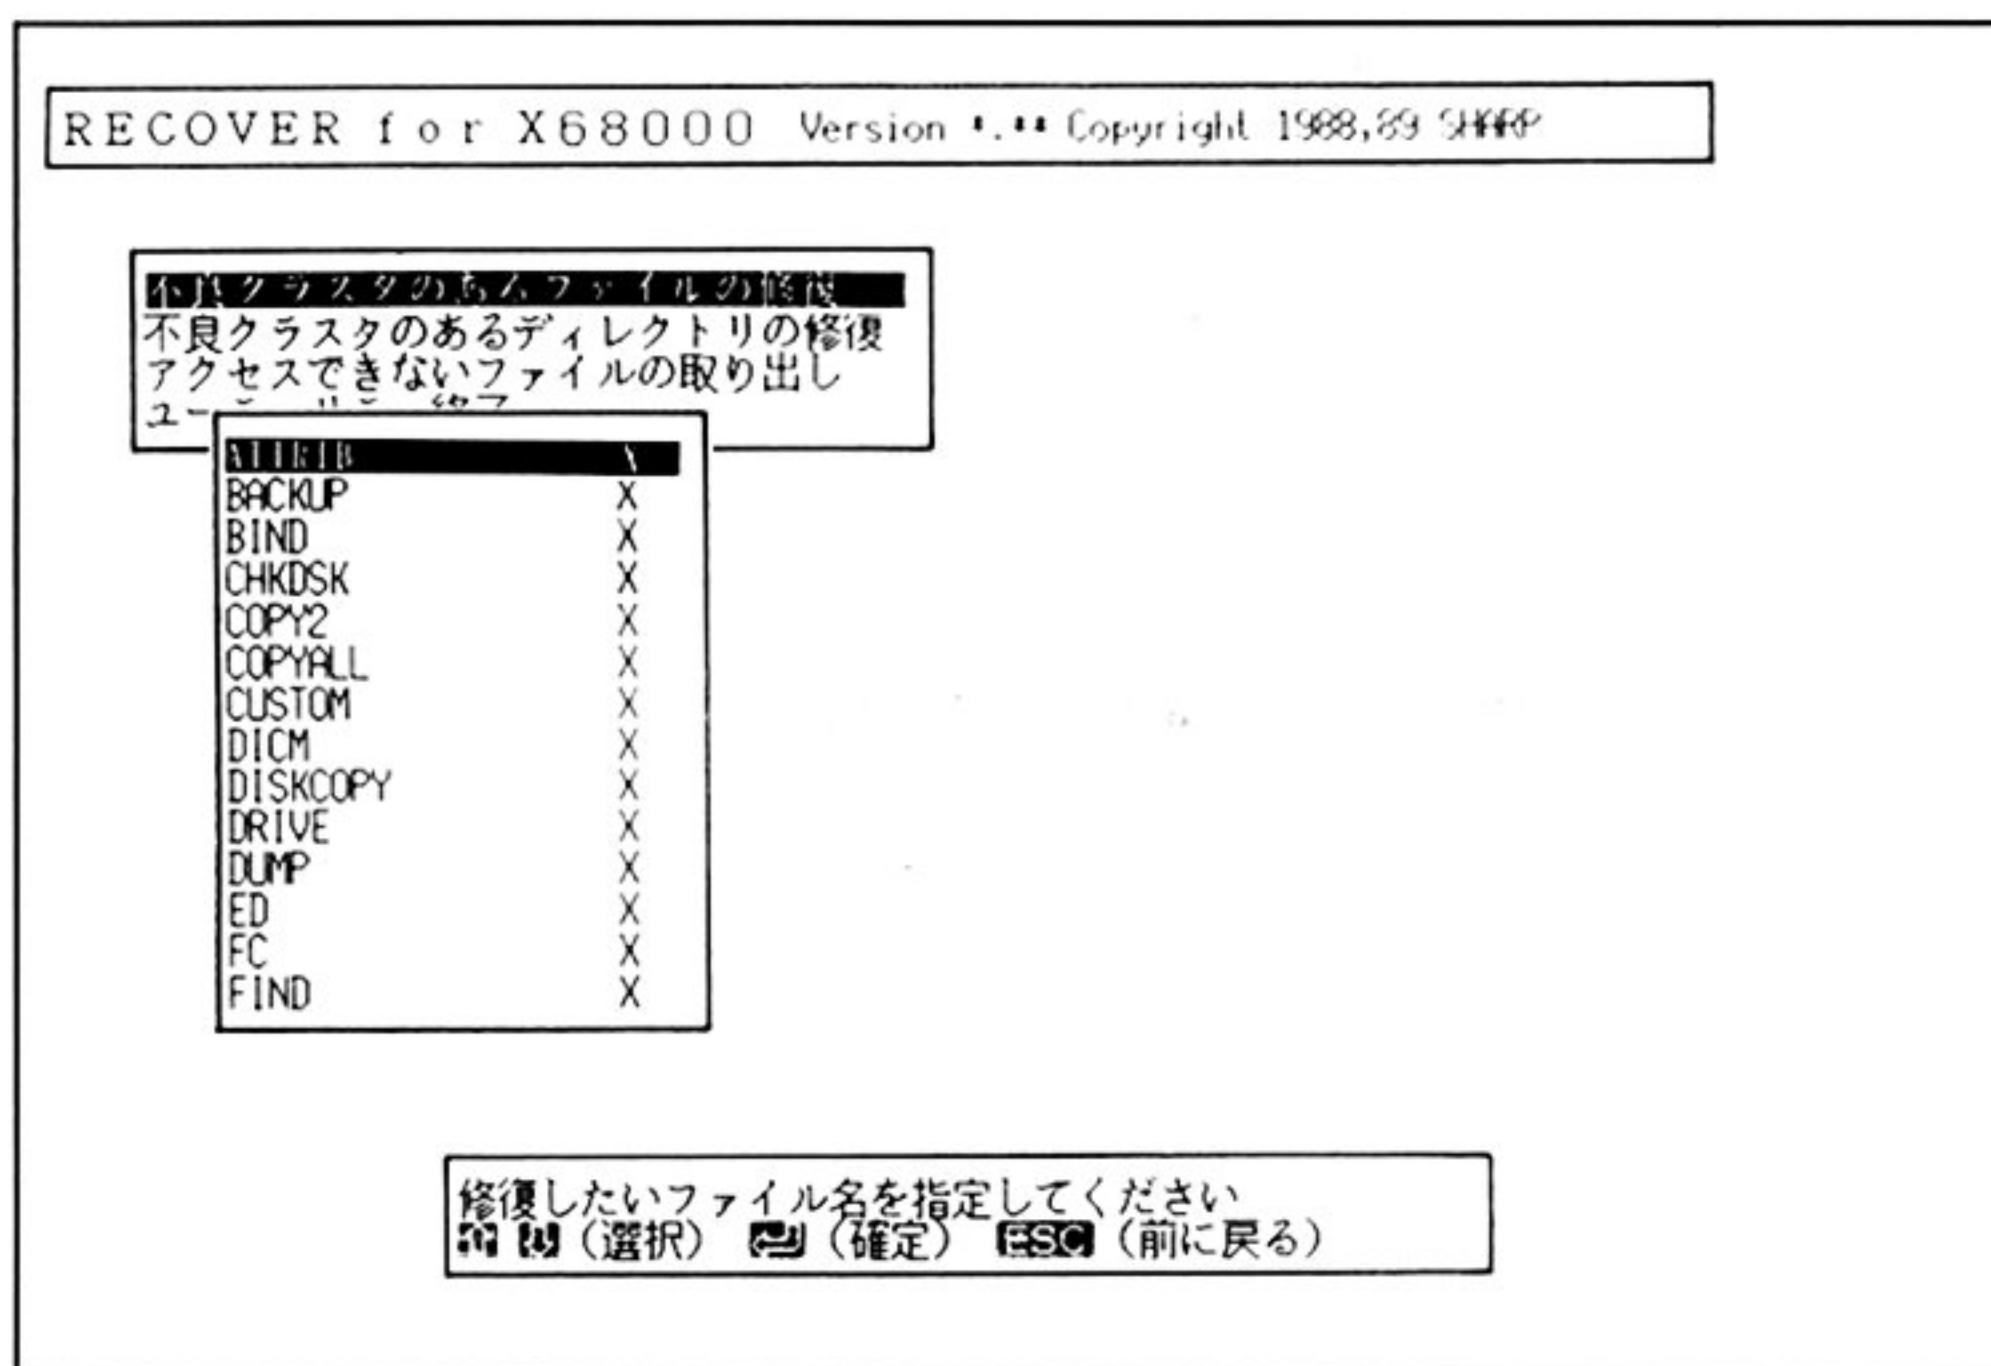 RECOVER for X68000 Version *.** Copyright 1988,89 SHARP
不良クラスタのあるファイルの修復
不良クラスタのあるディレクトリの修復
アクセスできないファイルの取り出し
ATTRIB X
BACKUP X
BIND X
CHKDSK X
COPY2 X
COPYALL X
CUSTOM X
DICM X
DISKCOPY X
DRIVE X
DUMP X
ED X
FC X
FIND X
修復したいファイル名を指定してください
↑ ↓ (選択) ↵ (確定) ESC (前に戻る)